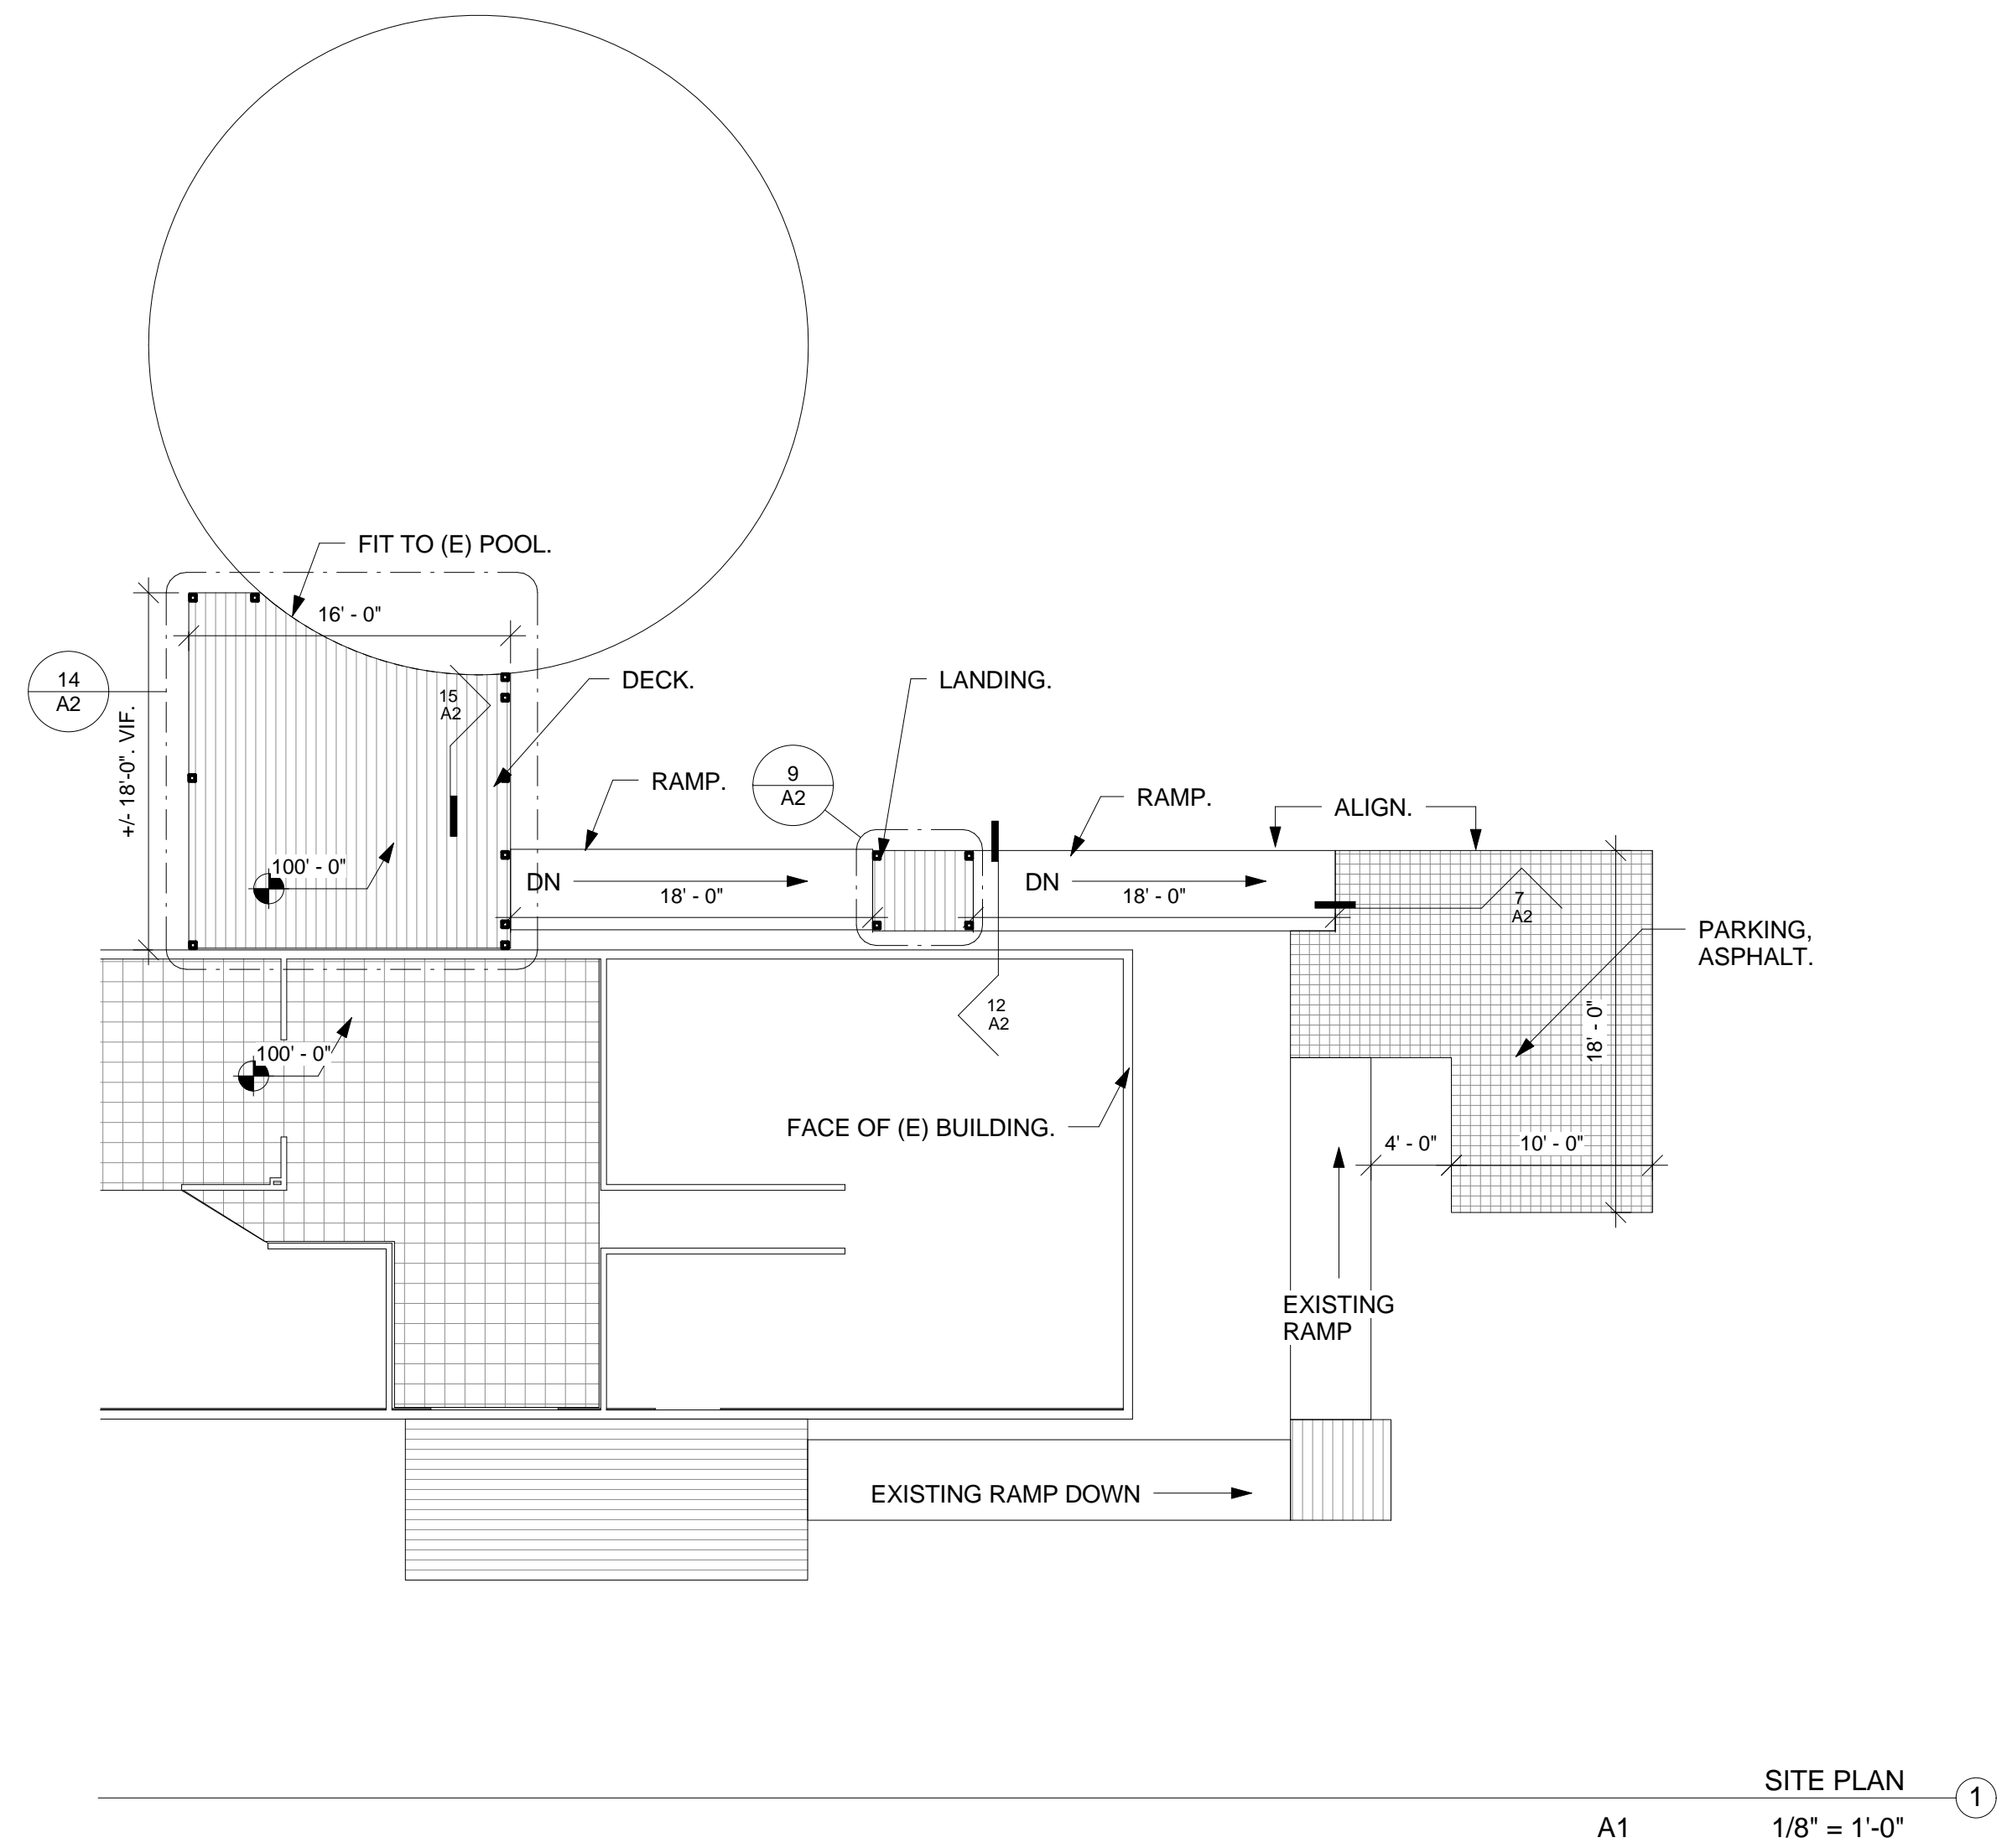 FIT TO (E) POOL.
16' - 0"
14
A2
+/- 18'-0". VIF.
15
A2
DECK.
LANDING.
RAMP.
9
A2
RAMP.
ALIGN.
100' - 0"
DN
18' - 0"
DN
18' - 0"
7
A2
PARKING,
ASPHALT.
12
A2
18' - 0"
100' - 0"
FACE OF (E) BUILDING.
4' - 0"
10' - 0"
EXISTING
RAMP
EXISTING RAMP DOWN
SITE PLAN
1
A1
1/8" = 1'-0"